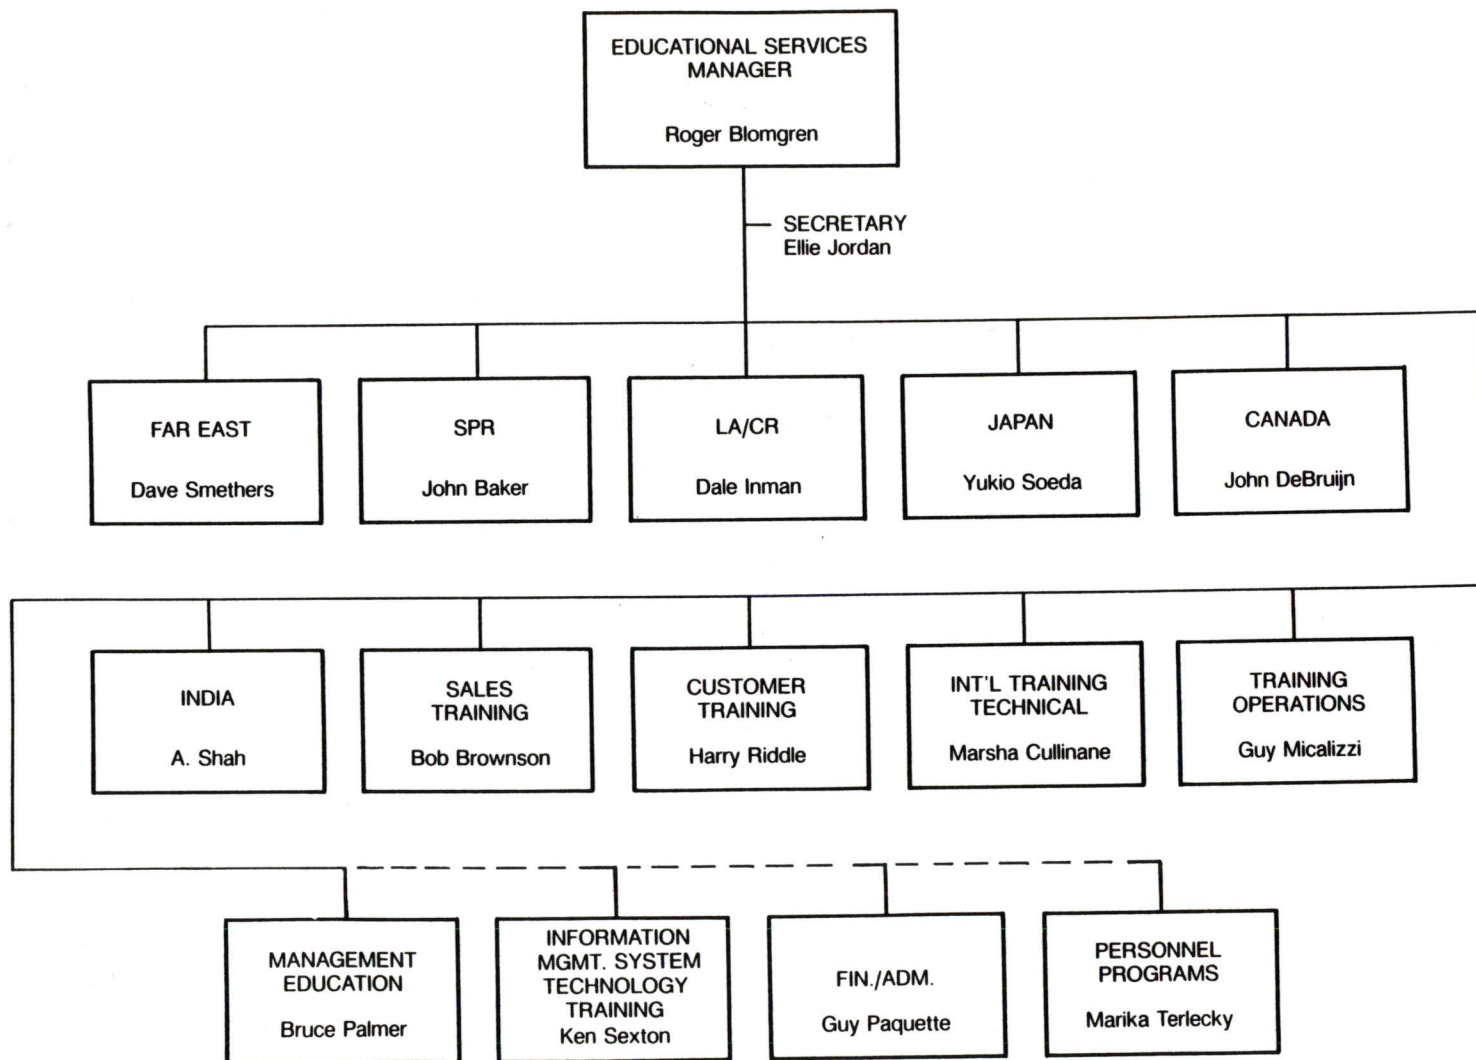 EDUCATIONAL SERVICES
MANAGER
Roger Blomgren
SECRETARY
Ellie Jordan
FAR EAST
Dave Smethers
SPR
John Baker
LA/CR
Dale Inman
JAPAN
Yukio Soeda
CANADA
John DeBruijn
INDIA
A. Shah
SALES
TRAINING
Bob Brownson
CUSTOMER
TRAINING
Harry Riddle
INT'L TRAINING
TECHNICAL
Marsha Cullinane
TRAINING
OPERATIONS
Guy Micalizzi
MANAGEMENT
EDUCATION
Bruce Palmer
INFORMATION
MGMT. SYSTEM
TECHNOLOGY
TRAINING
Ken Sexton
FIN./ADM.
Guy Paquette
PERSONNEL
PROGRAMS
Marika Terlecky